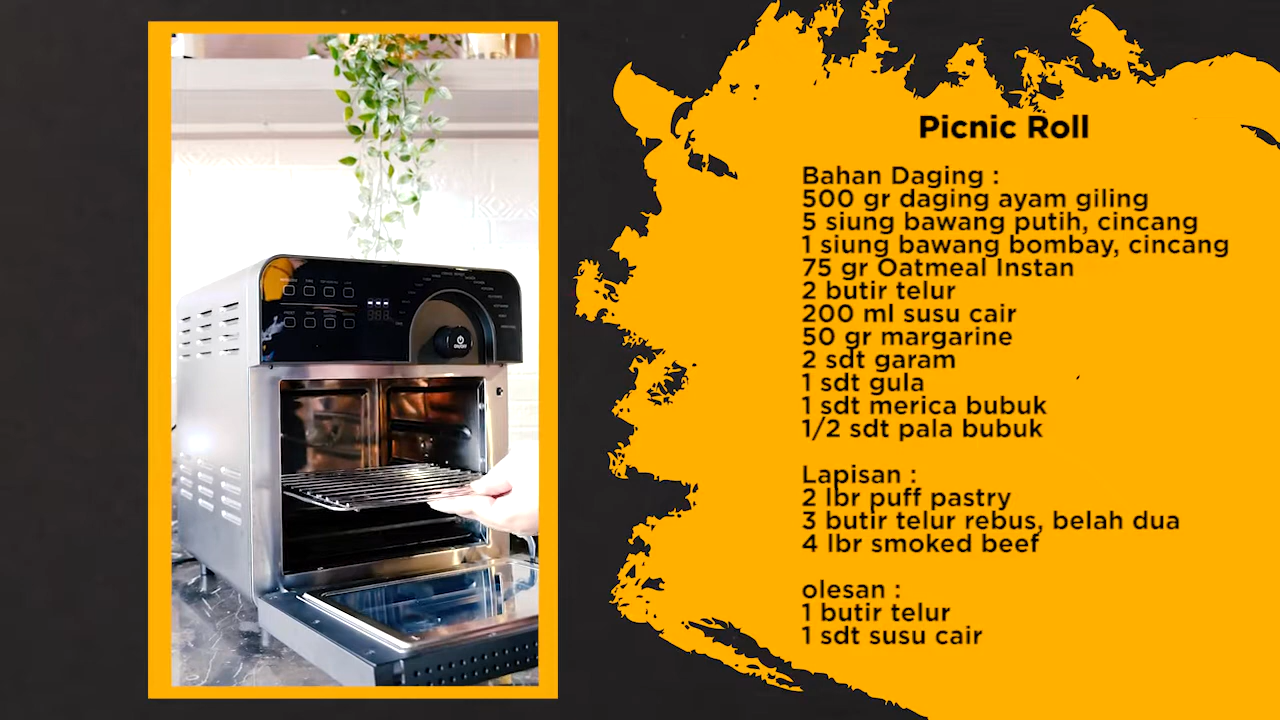 Picnic Roll
Bahan Daging :
500 gr daging ayam giling
5 siung bawang putih, cincang
1 siung bawang bombay, cincang
75 gr Oatmeal Instan
2 butir telur
200 ml susu cair
50 gr margarine
2 sdt garam
1 sdt gula
1 sdt merica bubuk
1/2 sdt pala bubuk
Lapisan :
2 lbr puff pastry
3 butir telur rebus, belah dua
4 lbr smoked beef
olesan :
1 butir telur
1 sdt susu cair
ON/OFF